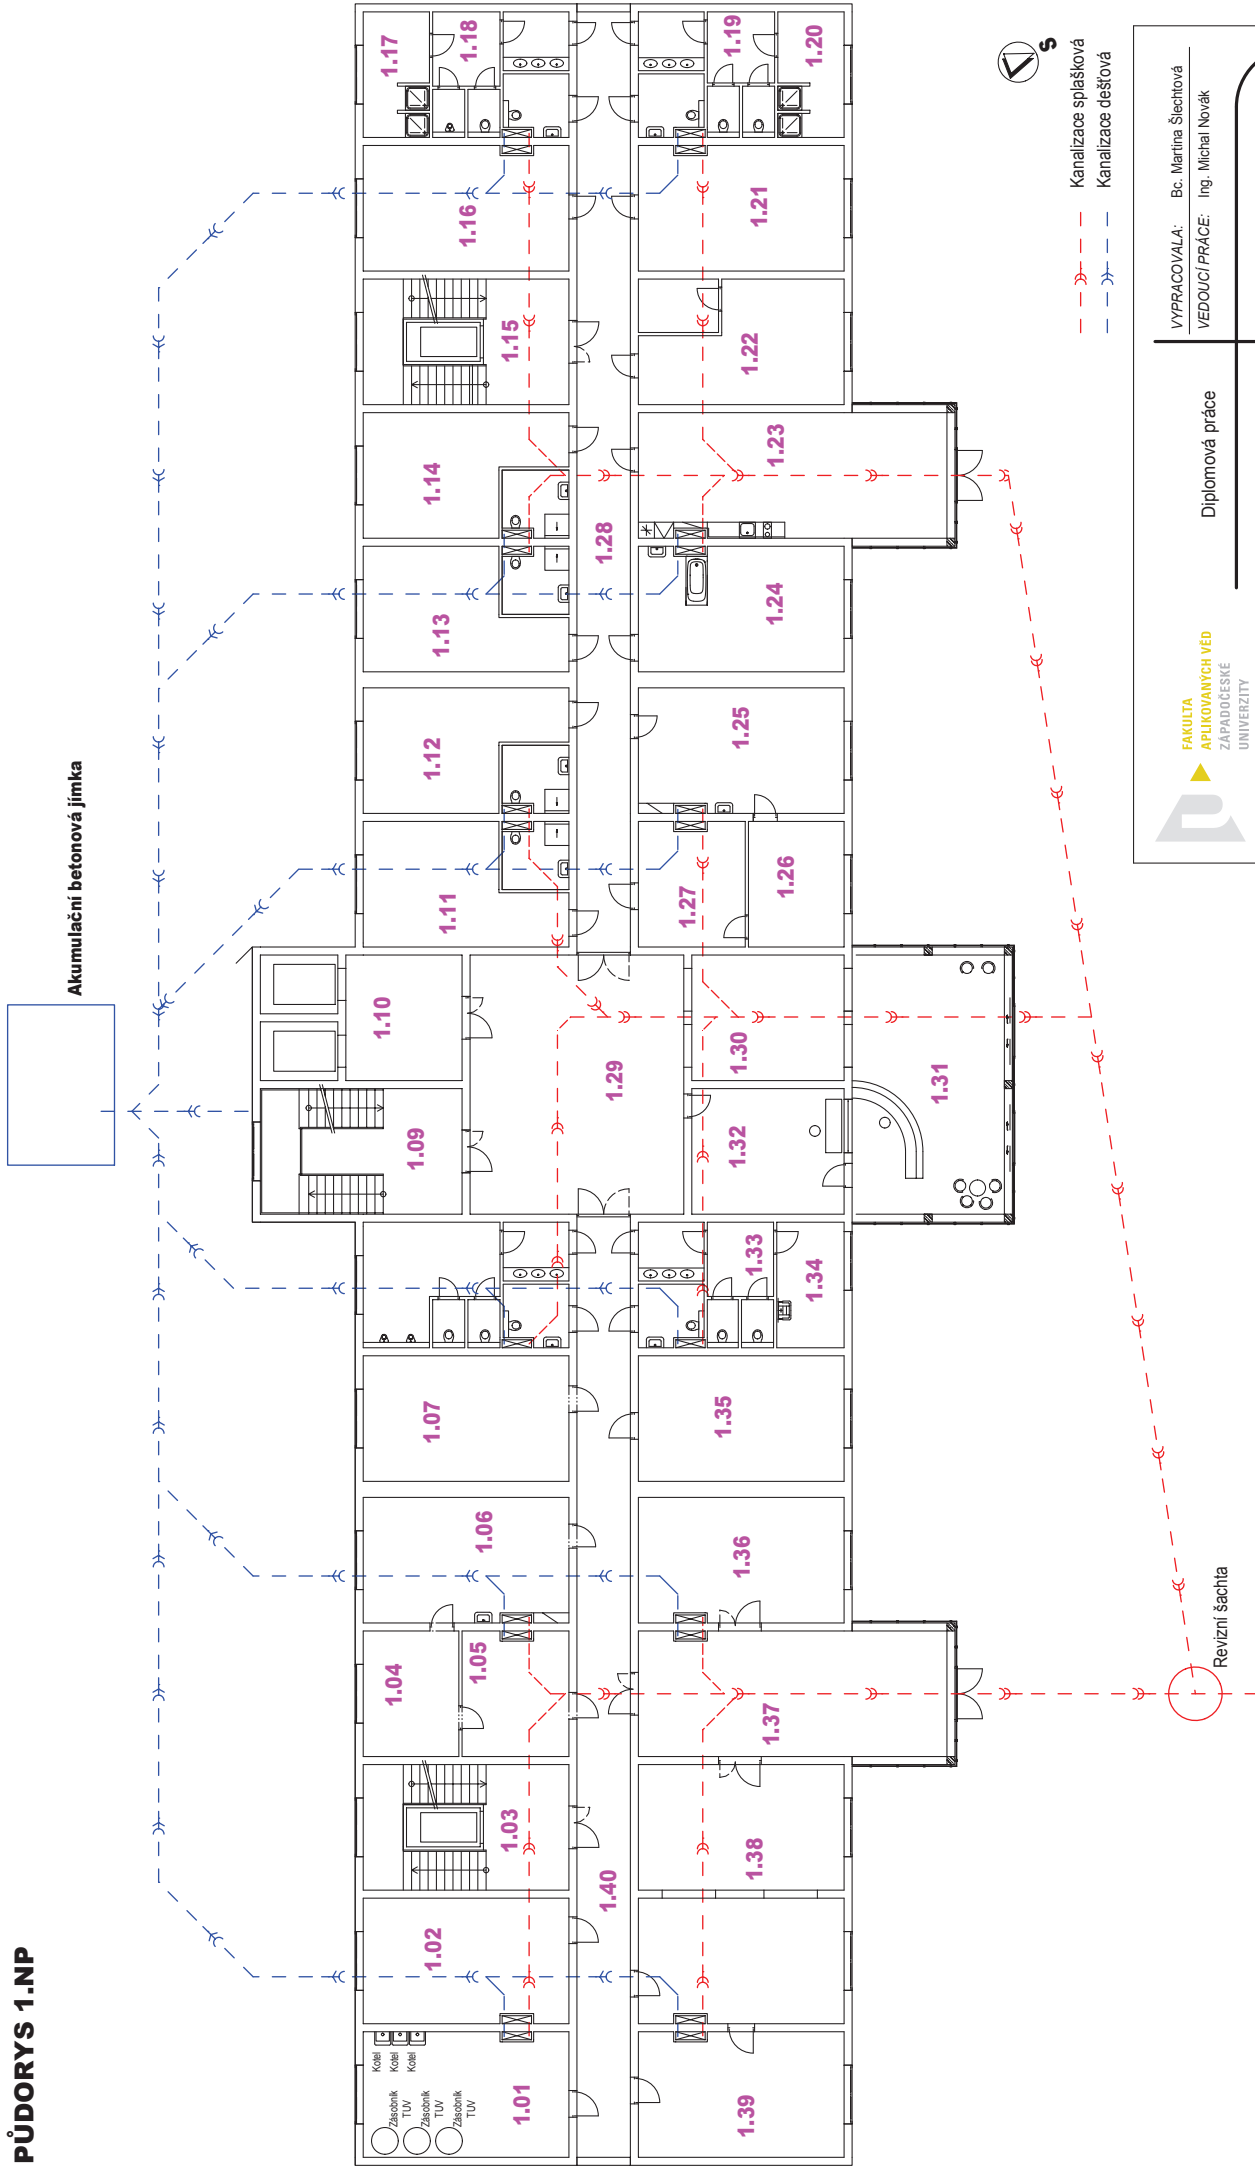 PŮDORYS 1.NP
Akumulační betonová jímka
Kotel
Kotel
Kotel
Zásobník
TUV
Zásobník
TUV
Zásobník
TUV
1.01
1.02
1.03
1.04
1.05
1.06
1.07
1.09
1.10
1.11
1.12
1.13
1.14
1.15
1.16
1.17
1.18
1.19
1.20
1.21
1.22
1.23
1.24
1.25
1.26
1.27
1.28
1.29
1.30
1.31
1.32
1.33
1.34
1.35
1.36
1.37
1.38
1.39
1.40
Revizní šachta
S
Kanalizace splašková
Kanalizace dešťová
FAKULTA
APLIKOVANÝCH VĚD
ZÁPADOČESKÉ
UNIVERZITY
Diplomová práce
VYPRACOVALA: Bc. Martina Šlechtová
VEDOUCÍ PRÁCE: Ing. Michal Novák